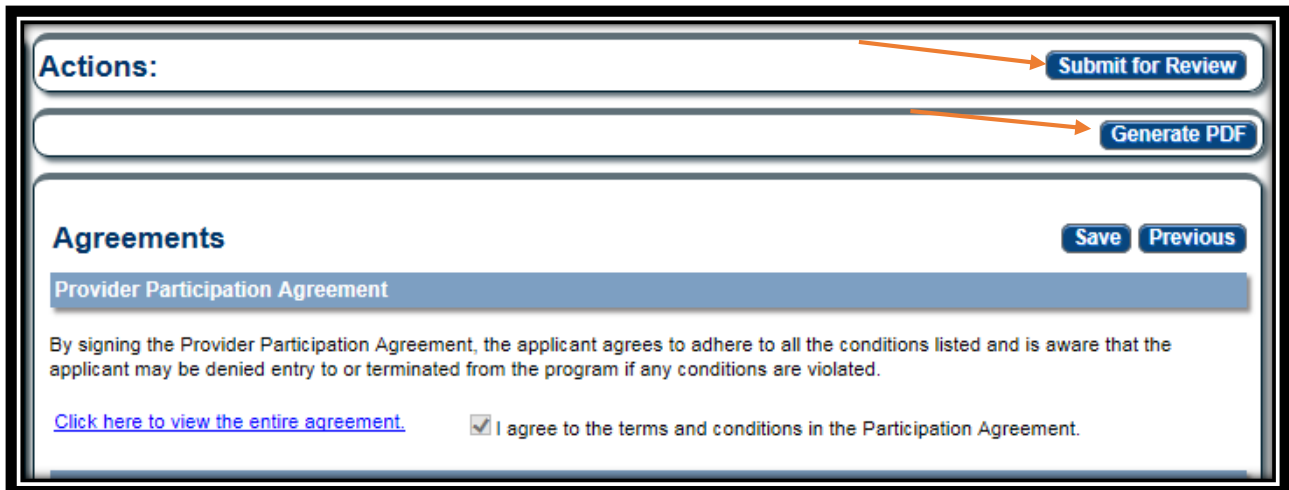 Actions:
Submit for Review
Generate PDF
Agreements
Save
Previous
Provider Participation Agreement
By signing the Provider Participation Agreement, the applicant agrees to adhere to all the conditions listed and is aware that the
applicant may be denied entry to or terminated from the program if any conditions are violated.
Click here to view the entire agreement.
I agree to the terms and conditions in the Participation Agreement.